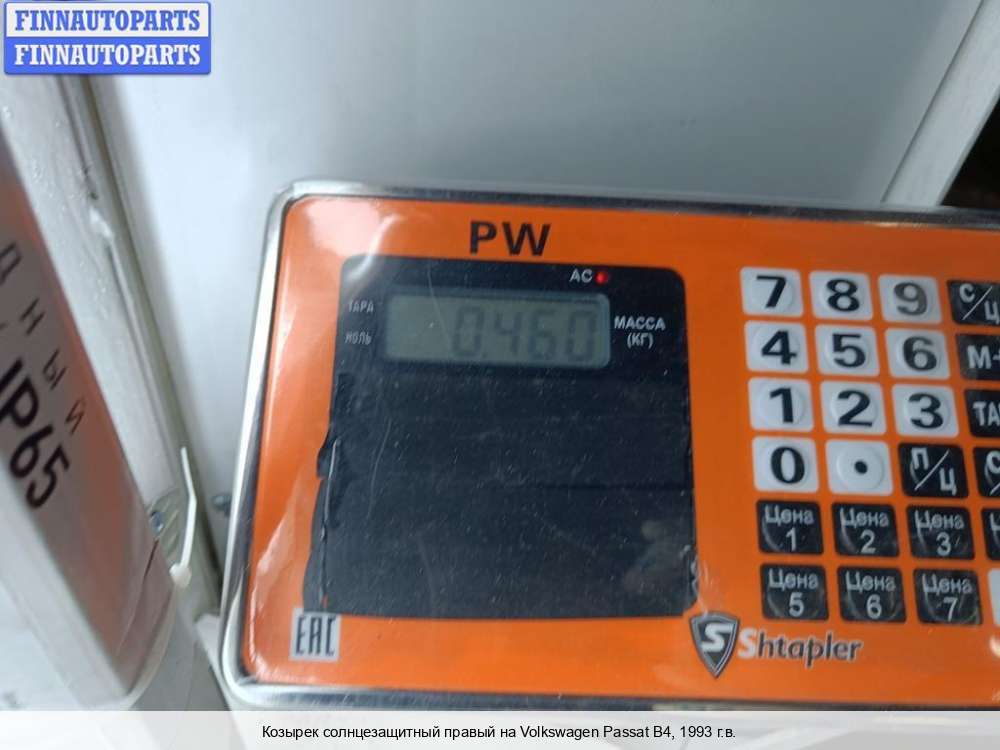 FINNAUTOPARTS
FINNAUTOPARTS
PW
AC
ТАРА
НОЛЬ
0.460
МАССА
(КГ)
7 8 9 С/Ц
4 5 6
1 2 3
0 . П/Ц
Цена 1 Цена 2 Цена 3
Цена 5 Цена 6 Цена 7
EAC
Shtapler
IP65
Козырек солнцезащитный правый на Volkswagen Passat B4, 1993 г.в.